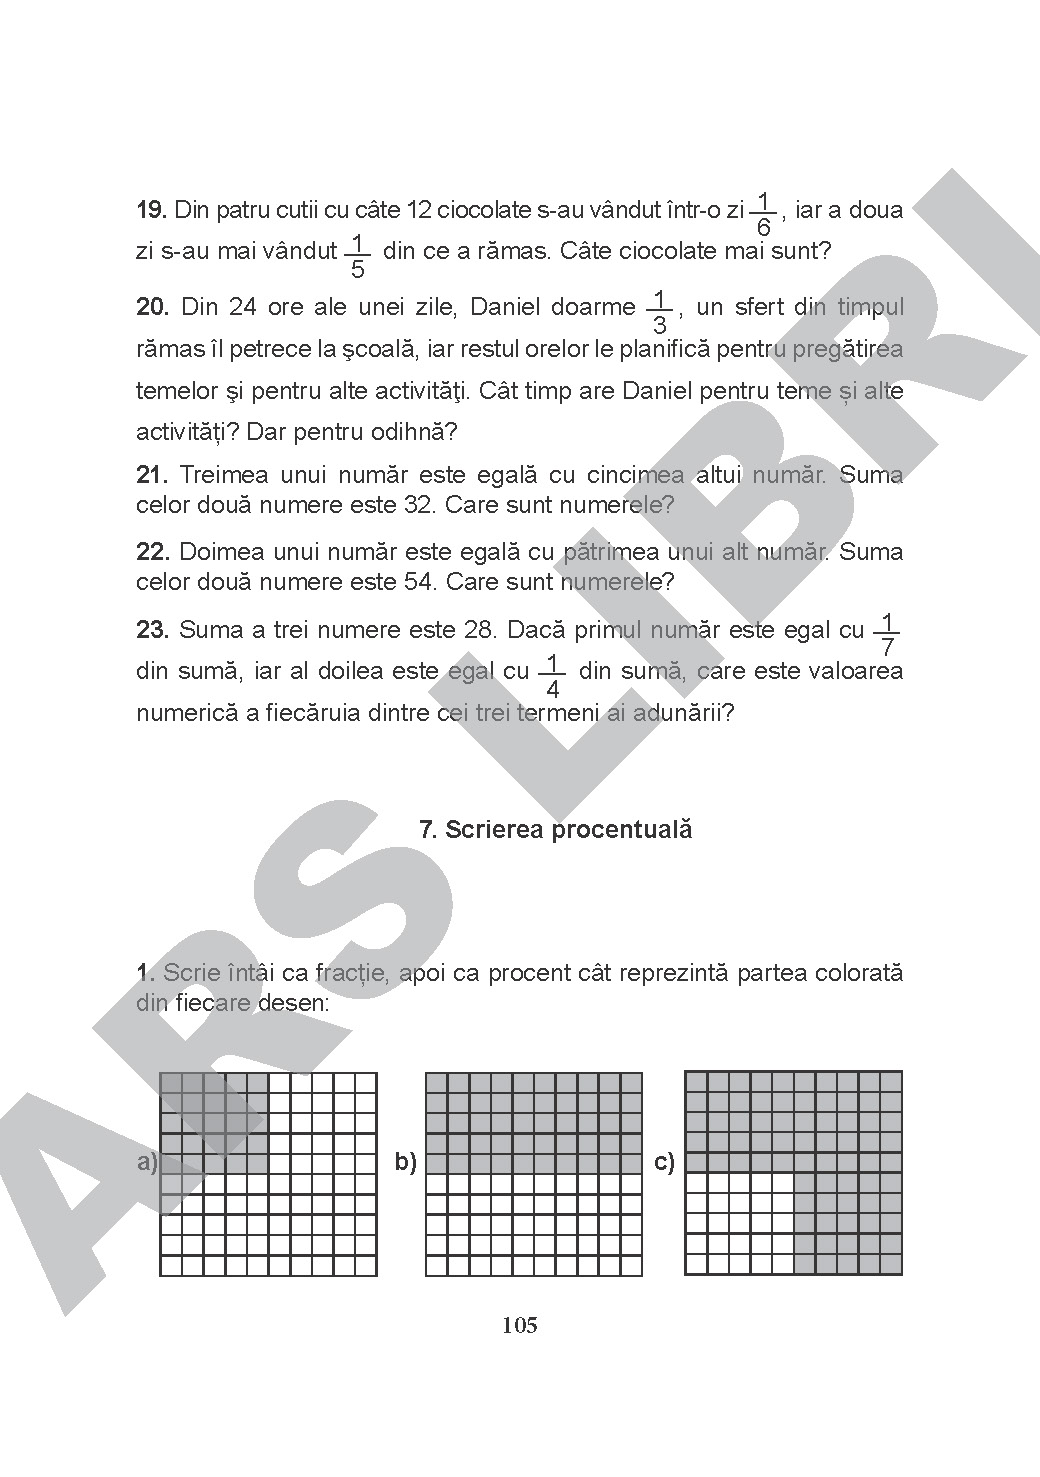 19. Din patru cutii cu câte 12 ciocolate s-au vândut într-o zi 1/6, iar a doua
zi s-au mai vândut 1/5 din ce a rămas. Câte ciocolate mai sunt?
20. Din 24 ore ale unei zile, Daniel doarme 1/3, un sfert din timpul
rămas îl petrece la şcoală, iar restul orelor le planifică pentru pregătirea
temelor şi pentru alte activităţi. Cât timp are Daniel pentru teme și alte
activități? Dar pentru odihnă?
21. Treimea unui număr este egală cu cincimea altui număr. Suma
celor două numere este 32. Care sunt numerele?
22. Doimea unui număr este egală cu pătrimea unui alt număr. Suma
celor două numere este 54. Care sunt numerele?
23. Suma a trei numere este 28. Dacă primul număr este egal cu 1/7
din sumă, iar al doilea este egal cu 1/4 din sumă, care este valoarea
numerică a fiecăruia dintre cei trei termeni ai adunării?
7. Scrierea procentuală
1. Scrie întâi ca fracție, apoi ca procent cât reprezintă partea colorată
din fiecare desen:
a) b) c)
105
ARS LIBRI